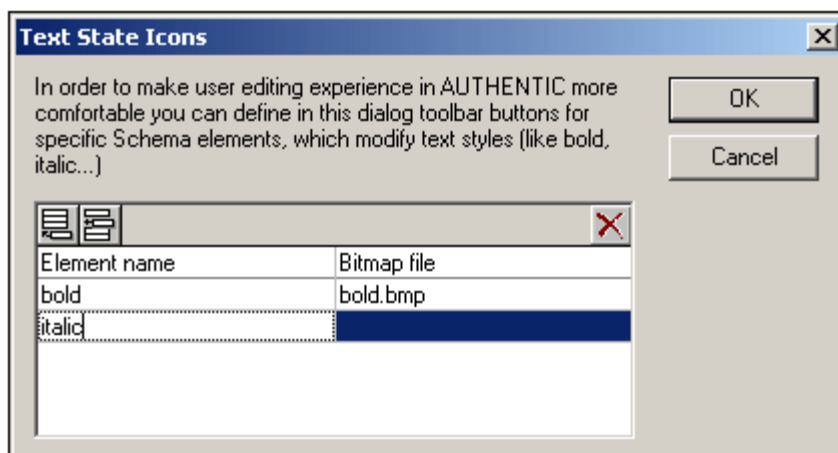 Text State Icons
In order to make user editing experience in AUTHENTIC more
comfortable you can define in this dialog toolbar buttons for
specific Schema elements, which modify text styles (like bold,
italic...)
OK
Cancel
Element name Bitmap file
bold bold.bmp
italic